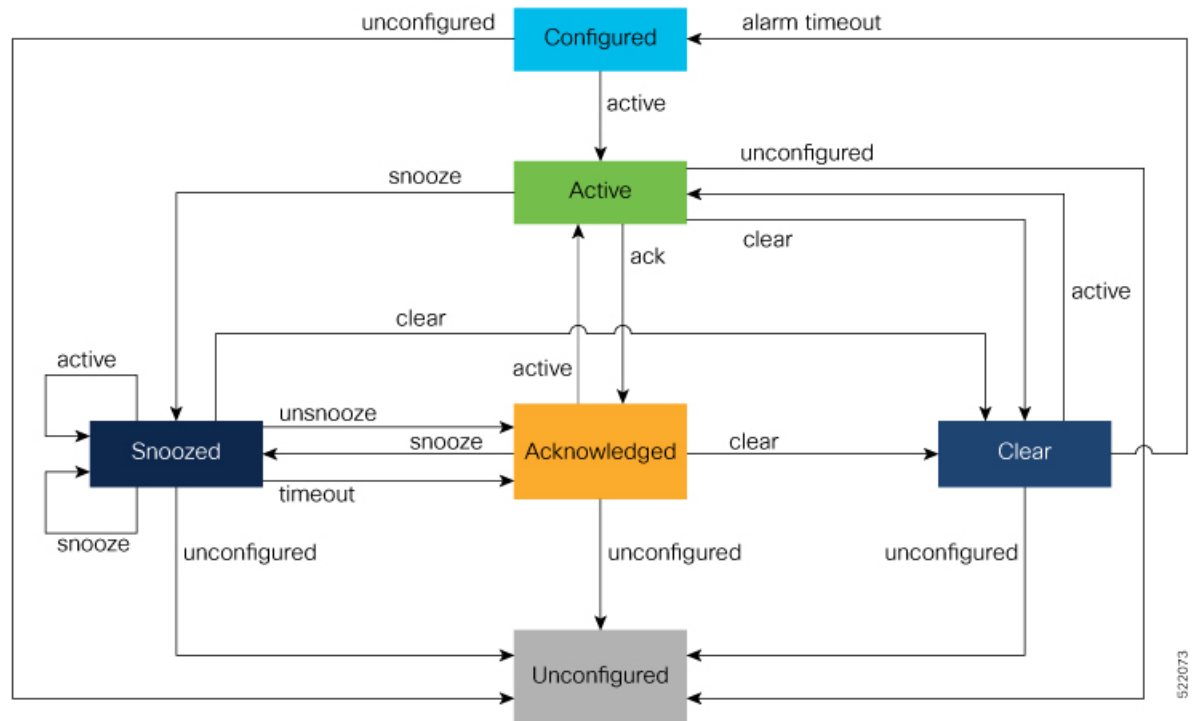 unconfigured
Configured
alarm timeout
active
unconfigured
snooze
Active
clear
ack
active
clear
active
active
unsnooze
Snoozed
snooze
Acknowledged
clear
Clear
timeout
snooze
unconfigured
unconfigured
unconfigured
Unconfigured
522073